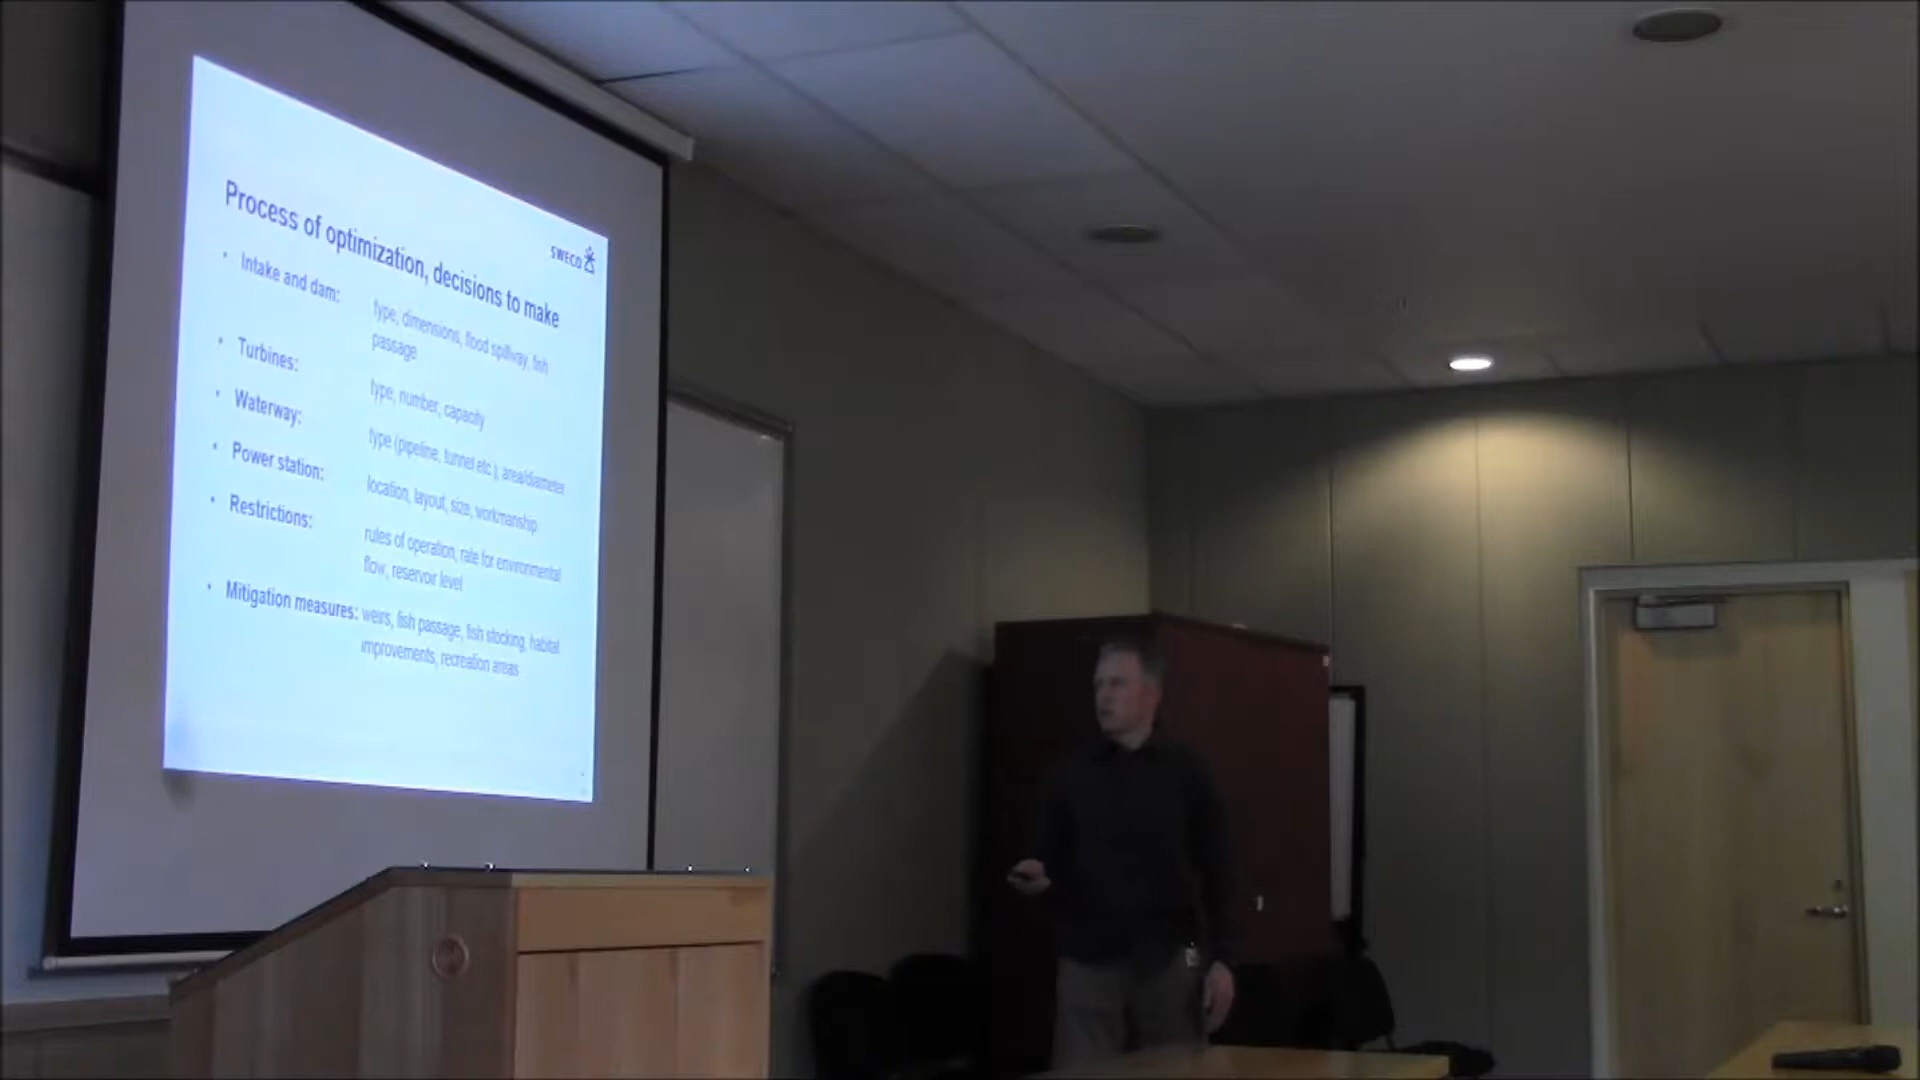 SWECO
Process of optimization, decisions to make
• Intake and dam: type, dimensions, flood spillway, fish
passage
• Turbines: type, number, capacity
• Waterway: type (pipeline, tunnel etc.), area/diameter
• Power station: location, layout, size, workmanship
• Restrictions: rules of operation, rate for environmental
flow, reservoir level
• Mitigation measures: weirs, fish passage, fish stocking, habitat
improvements, recreation areas